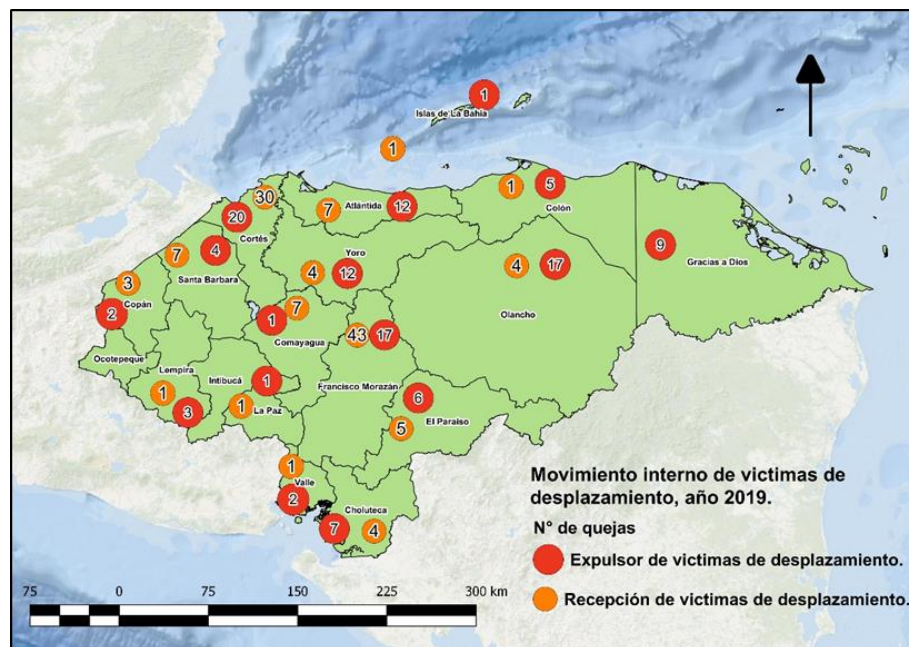 1
Islas de La Bahia
1
30
1
5
7
Atlántida
12
Colón
20
Cortés
7
4
Yoro
9
Santa Barbara
4
12
4
17
Gracias a Dios
3
Copán
2
1
7
Comayagua
43
17
Olancho
Ocotepeque
Lempira
Intibucá
1
Francisco Morazán
1
3
1
La Paz
6
El Paraiso
5
1
Valle
2
Choluteca
7
4
Movimiento interno de victimas de
desplazamiento, año 2019.
N° de quejas
Expulsor de victimas de desplazamiento.
Recepción de victimas de desplazamiento.
75 0 75 150 225 300 km